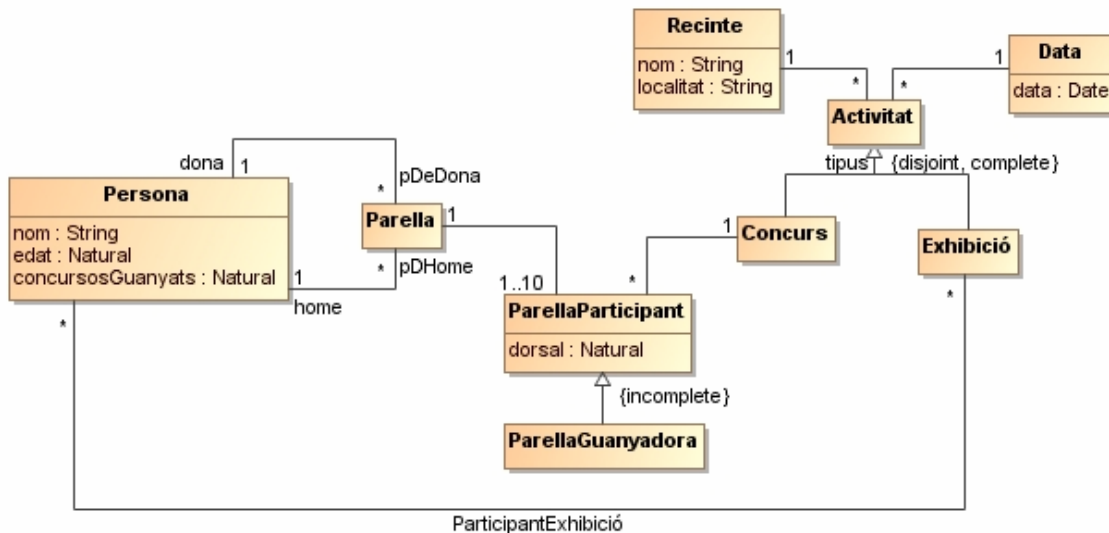 Recinte
nom : String
localitat : String
1
*
Data
data : Date
1
*
Activitat
tipus
{disjoint, complete}
dona
1
pDeDona
*
Persona
nom : String
edat : Natural
concursosGuanyats : Natural
Parella
1
*
pDHome
1
home
1..10
Concurs
1
*
Exhibició
*
*
ParellaParticipant
dorsal : Natural
{incomplete}
ParellaGuanyadora
ParticipantExhibició